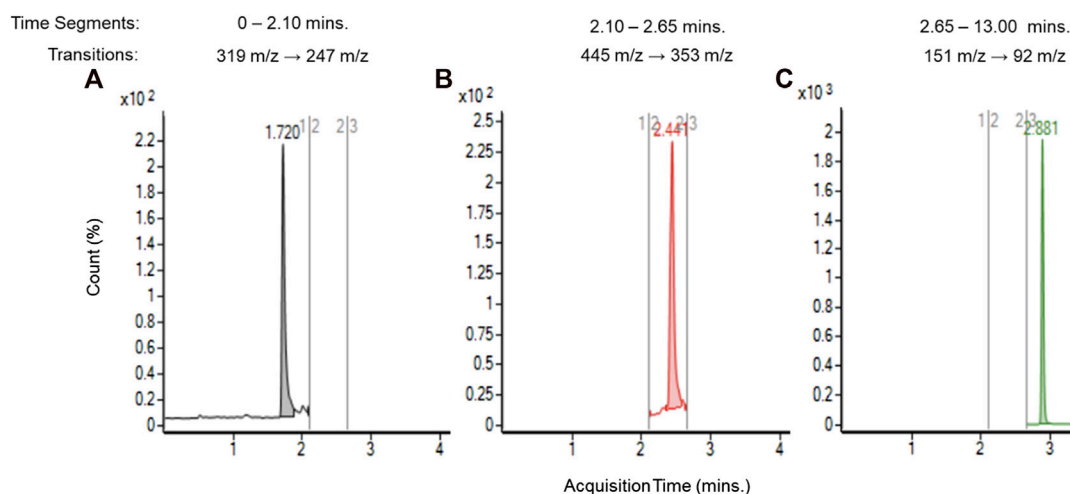 Time Segments: 0 – 2.10 mins. 2.10 – 2.65 mins. 2.65 – 13.00 mins.
Transitions: 319 m/z → 247 m/z 445 m/z → 353 m/z 151 m/z → 92 m/z
A B C
x10² x10² x10³
1.720 1 2 2 3
1 2 2 3 2.441
1 2 2 3 2.881
Count (%)
2.2
2
1.8
1.6
1.4
1.2
1
0.8
0.6
0.4
0.2
0
1 2 3 4
2.5
2.25
2
1.75
1.5
1.25
1
0.75
0.5
0.25
0
1 2 3 4
2
1.8
1.6
1.4
1.2
1
0.8
0.6
0.4
0.2
0
1 2 3
Acquisition Time (mins.)